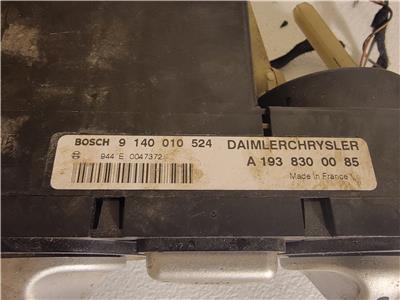 BOSCH 9 140 010 524 DAIMLERCHRYSLER
944 E 0047372 A 193 830 00 85
Made in France